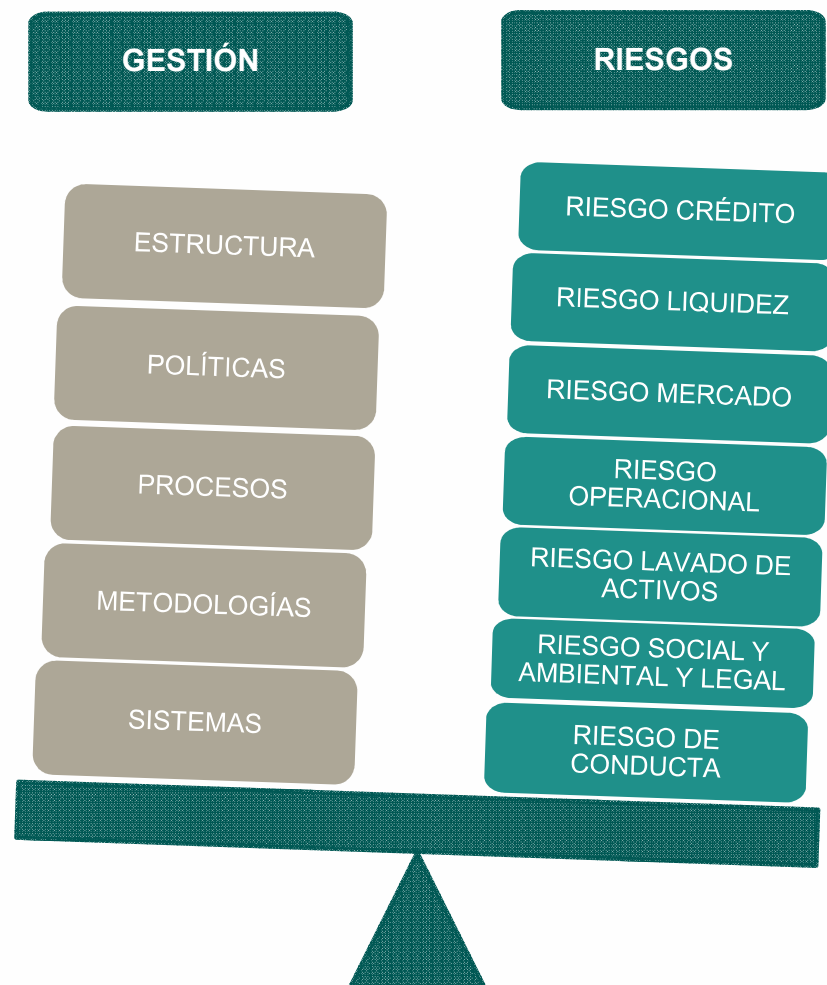 GESTIÓN
ESTRUCTURA
POLÍTICAS
PROCESOS
METODOLOGÍAS
SISTEMAS
RIESGOS
RIESGO CRÉDITO
RIESGO LIQUIDEZ
RIESGO MERCADO
RIESGO
OPERACIONAL
RIESGO LAVADO DE
ACTIVOS
RIESGO SOCIAL Y
AMBIENTAL Y LEGAL
RIESGO DE
CONDUCTA